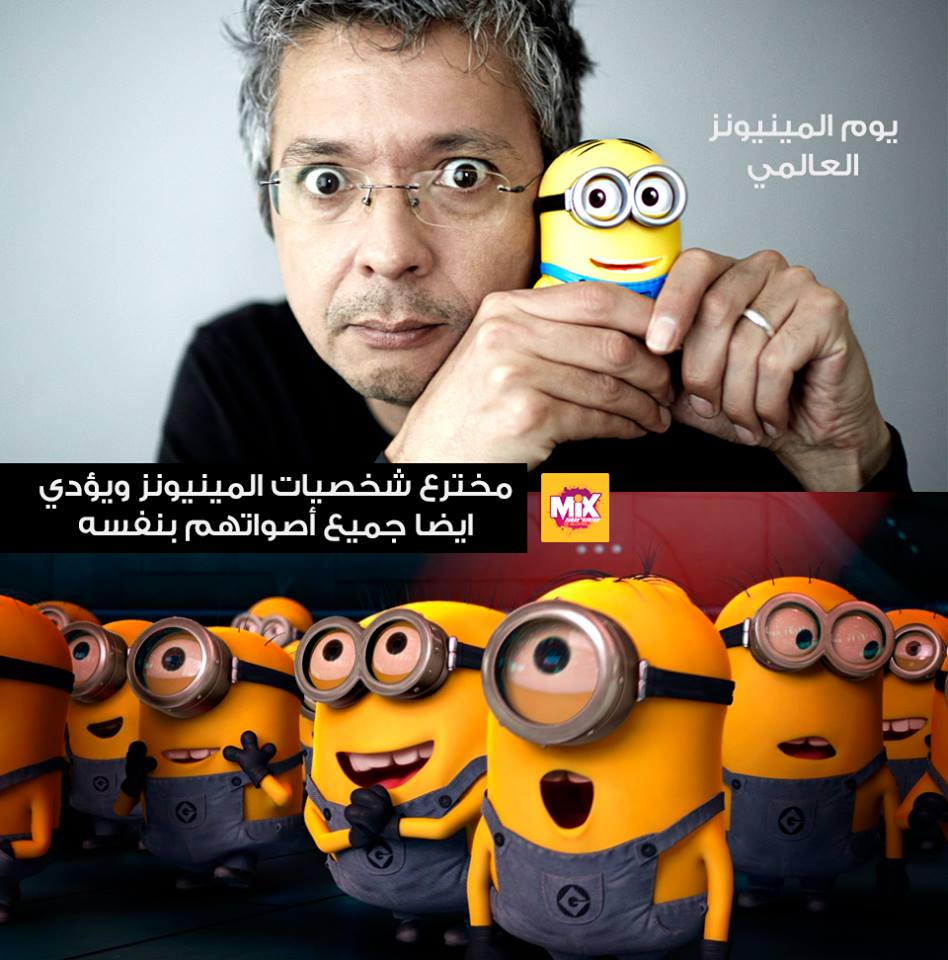 يوم المينيونز
العالمي
مخترع شخصيات المينيونز ويؤدي
ايضا جميع أصواتهم بنفسه
MiX